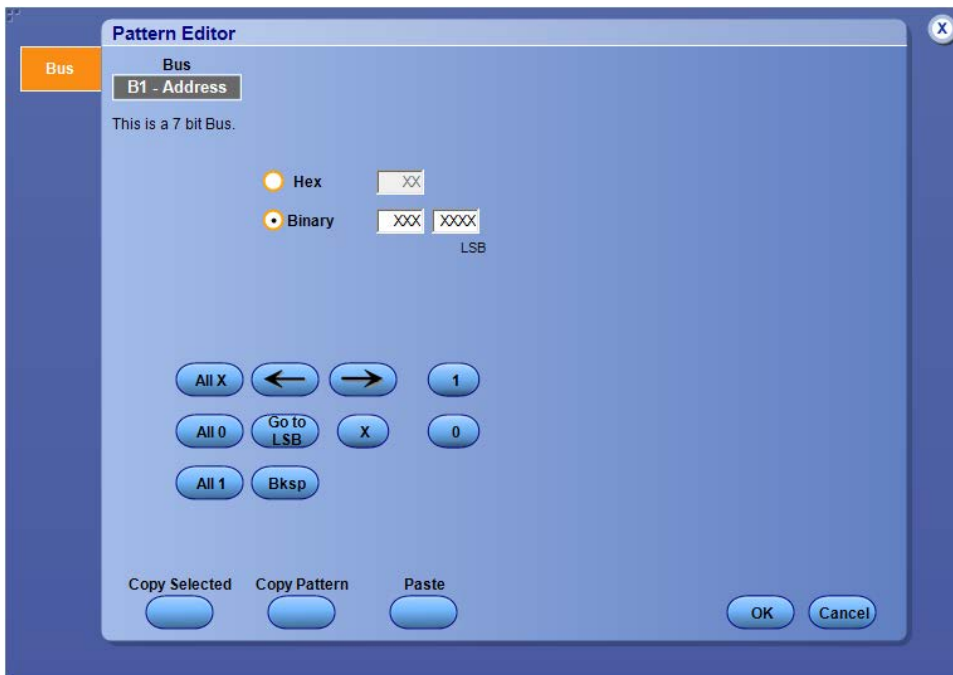 Pattern Editor
X
Bus
Bus
B1 - Address
This is a 7 bit Bus.
Hex XX
Binary XXX XXXX
LSB
All X 1
All 0 Go to LSB X 0
All 1 Bksp
Copy Selected Copy Pattern Paste
OK Cancel